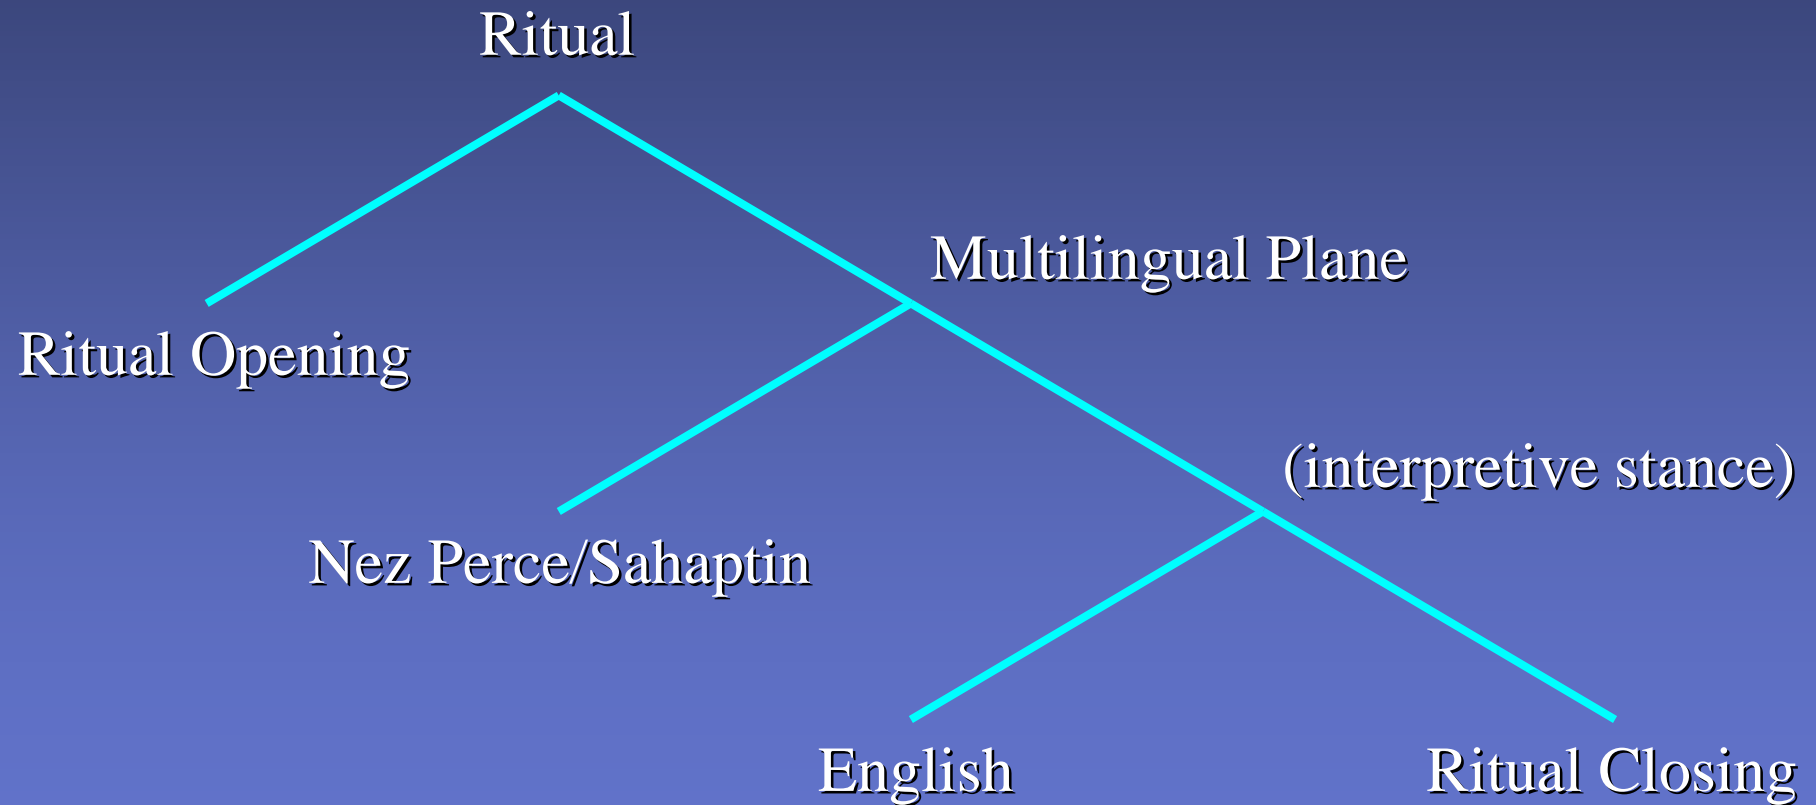 Ritual
Multilingual Plane
Ritual Opening
(interpretive stance)
Nez Perce/Sahaptin
English
Ritual Closing